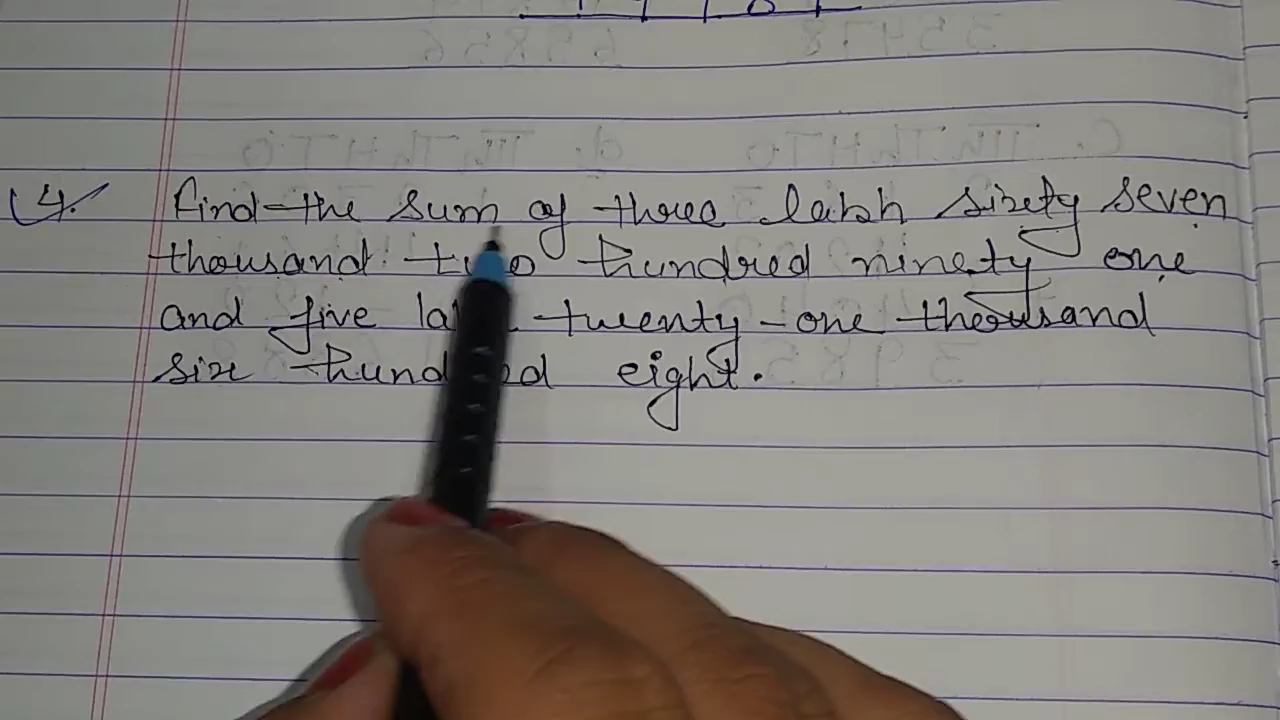 4. Find the sum of three lakh sixty seven
thousand two hundred ninety one
and five lakh twenty-one thousand
six hundred eight.